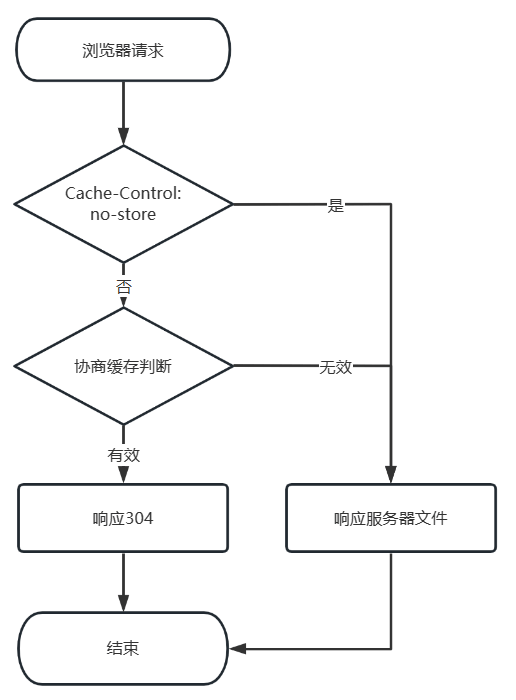 浏览器请求
Cache-Control:
no-store
是
否
协商缓存判断
无效
有效
响应304
响应服务器文件
结束